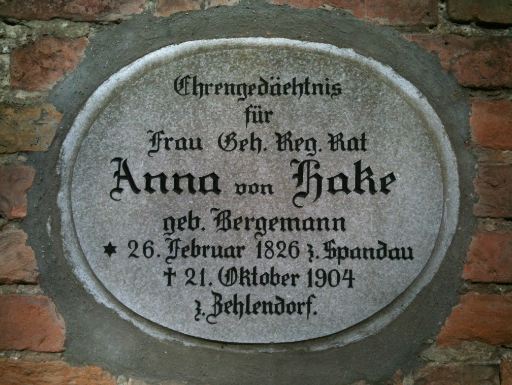 Ehrengedächtnis
für
Frau Geh. Reg. Rat
Anna von Hake
geb. Bergemann
✶ 26. Februar 1826 z. Spandau
† 21. Oktober 1904
z. Zehlendorf.